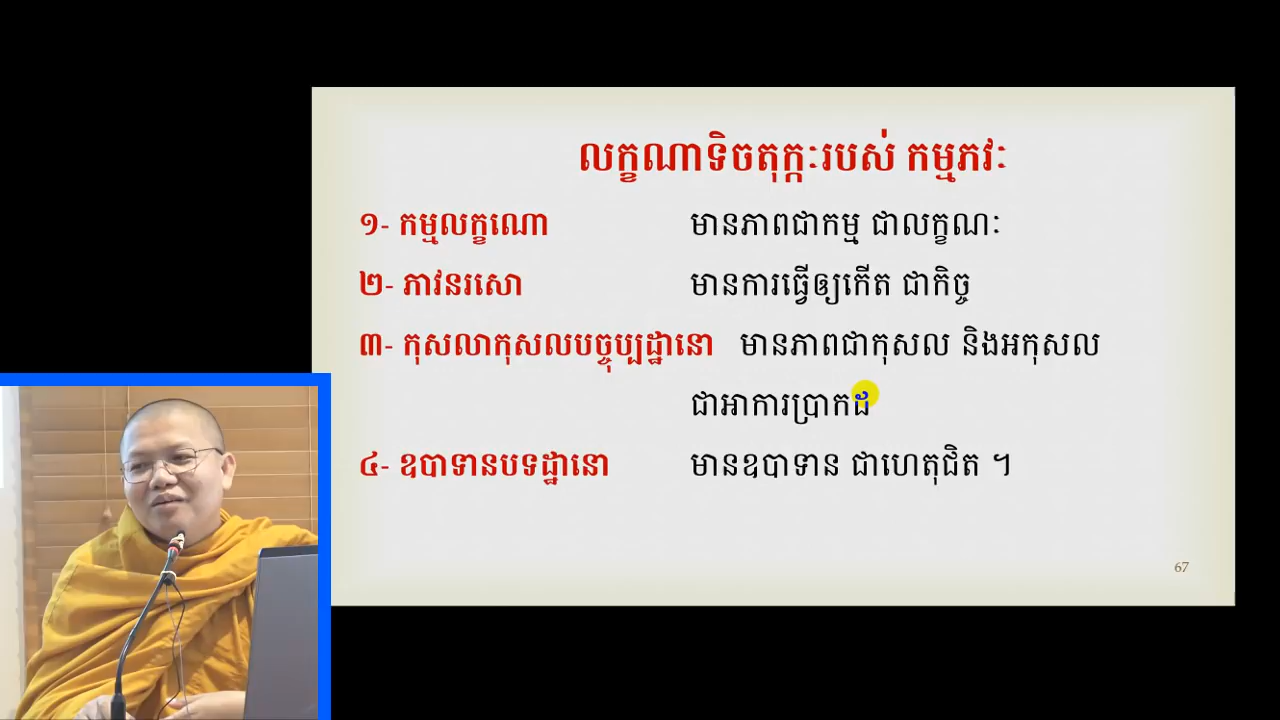 លក្ខណាទិចតុក្កៈរបស់ កម្មភវៈ
១- កម្មលក្ខណោ មានភាពជាកម្ម ជាលក្ខណៈ
២- ភាវនរសោ មានការធ្វើឲ្យកើត ជាកិច្ច
៣- កុសលាកុសលបច្ចុប្បដ្ឋានោ មានភាពជាកុសល និងអកុសល
ជាអាការប្រាកដ
៤- ឧបាទានបទដ្ឋានោ មានឧបាទាន ជាហេតុជិត ។
67